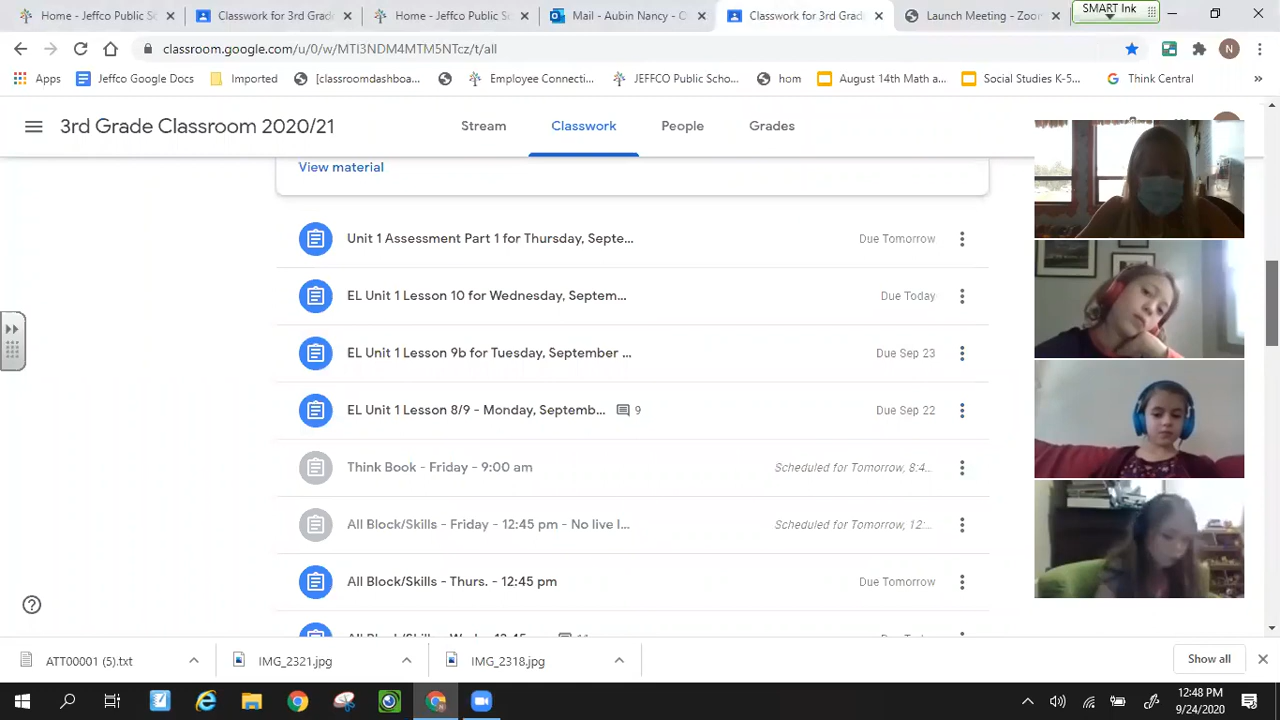 Home - Jeffco Public Sc
Classwork for 3rd Grade
Home - Jeffco Public Sc
Mail - Aubin Nancy - O
Classwork for 3rd Grade
Launch Meeting - Zoom
SMART Ink
classroom.google.com/u/0/w/MTI3NDM4MTM5NTcz/t/all
N
Apps
Jeffco Google Docs
Imported
[classroomdashboa...
Employee Connecti...
JEFFCO Public Scho...
hsm
August 14th Math a...
Social Studies K-5...
Think Central
3rd Grade Classroom 2020/21
Stream
Classwork
People
Grades
View material
Unit 1 Assessment Part 1 for Thursday, Septe...
Due Tomorrow
EL Unit 1 Lesson 10 for Wednesday, Septem...
Due Today
EL Unit 1 Lesson 9b for Tuesday, September ...
Due Sep 23
EL Unit 1 Lesson 8/9 - Monday, Septemb...
9
Due Sep 22
Think Book - Friday - 9:00 am
Scheduled for Tomorrow, 8:4...
All Block/Skills - Friday - 12:45 pm - No live l...
Scheduled for Tomorrow, 12:...
All Block/Skills - Thurs. - 12:45 pm
Due Tomorrow
ATT00001 (5).txt
IMG_2321.jpg
IMG_2318.jpg
Show all
12:48 PM
9/24/2020